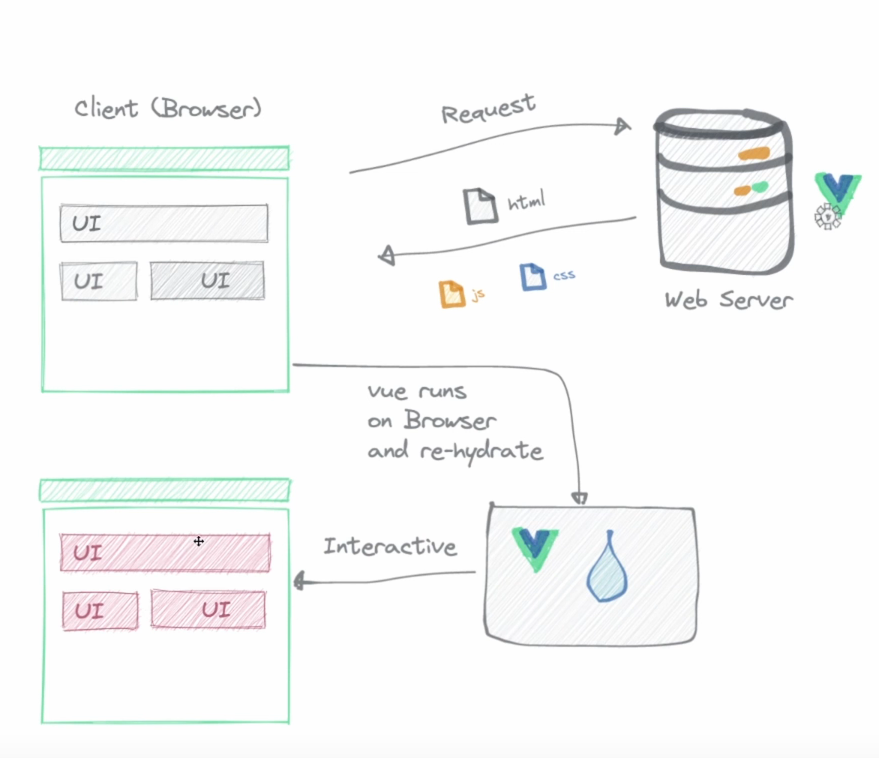 Client (Browser)
Request
UI
html
UI
UI
js
css
Web Server
vue runs
on Browser
and re-hydrate
UI
Interactive
UI
UI